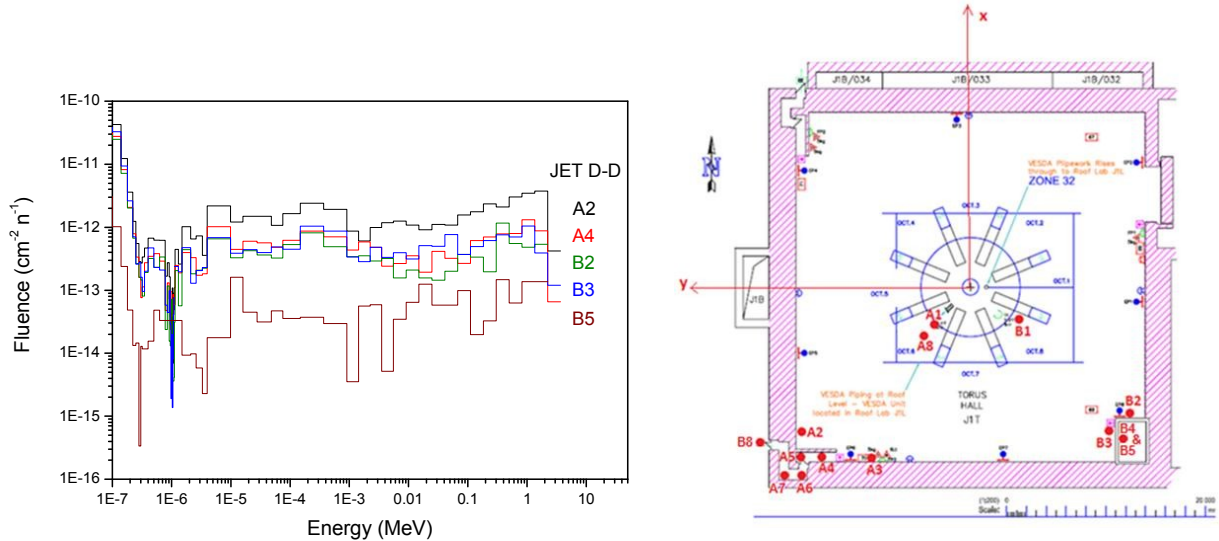 1E-10
1E-11
1E-12
1E-13
1E-14
1E-15
1E-16
Fluence (cm⁻² n⁻¹)
1E-7
1E-6
1E-5
1E-4
1E-3
0.01
0.1
1
10
Energy (MeV)
JET D-D
A2
A4
B2
B3
B5
x
J1B/034
J1B/033
J1B/032
N
VESDA Pipework Rises
through to Roof Lab J1L
ZONE 32
OCT.3
OCT.4
OCT.2
OCT.5
OCT.1
y
J1B
A1
A8
B1
OCT.6
OCT.8
OCT.7
VESDA Piping at Roof
Level - VESDA Unit
located in Roof Lab J1L
TORUS
HALL
J1T
A2
B8
A5
A4
A3
A7
A6
B2
B3
B4
&
B5
(1:200)
Scale:
0
20